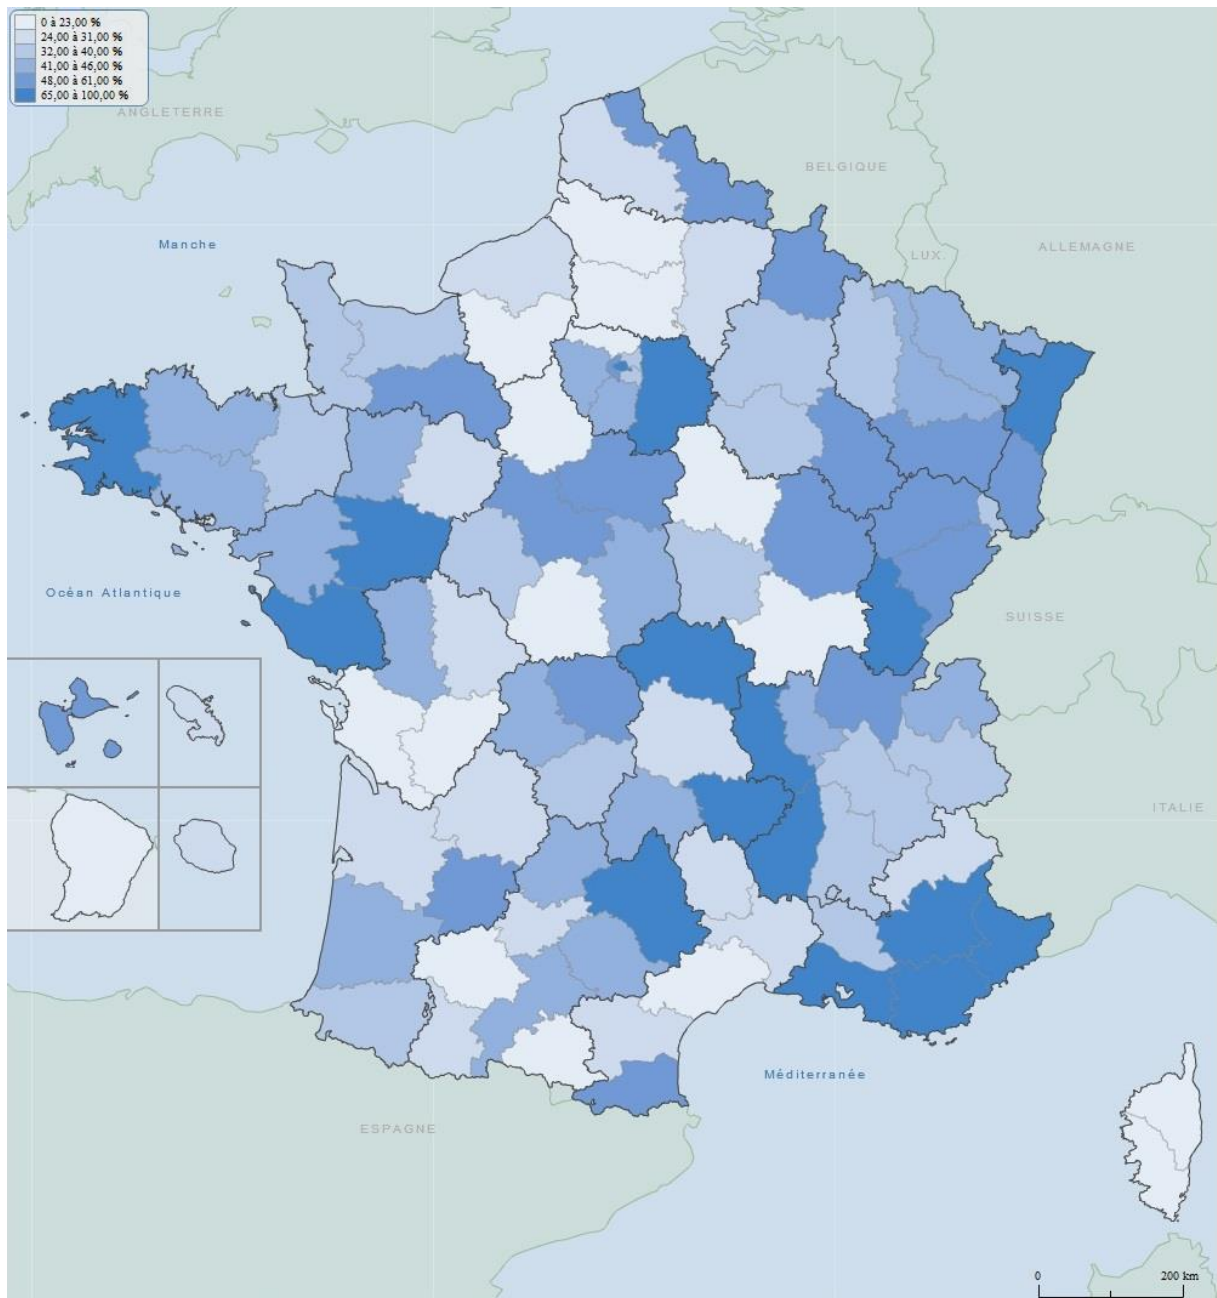 0 à 23,00 %
24,00 à 31,00 %
32,00 à 40,00 %
41,00 à 46,00 %
48,00 à 61,00 %
65,00 à 100,00 %
ANGLETERRE
BELGIQUE
Manche
LUX.
ALLEMAGNE
Océan Atlantique
SUISSE
ITALIE
Méditerranée
ESPAGNE
0
200 km